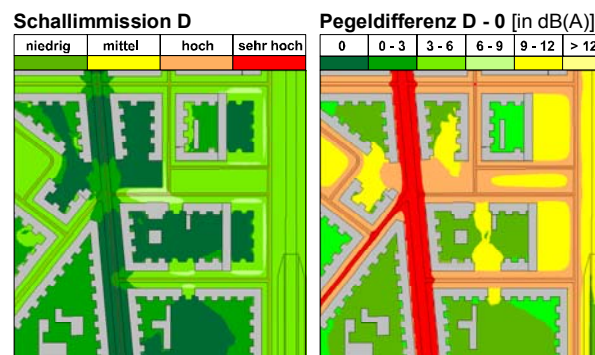 Schallimmission D
niedrig mittel hoch sehr hoch
Pegeldifferenz D - 0 [in dB(A)]
0 0 - 3 3 - 6 6 - 9 9 - 12 > 12